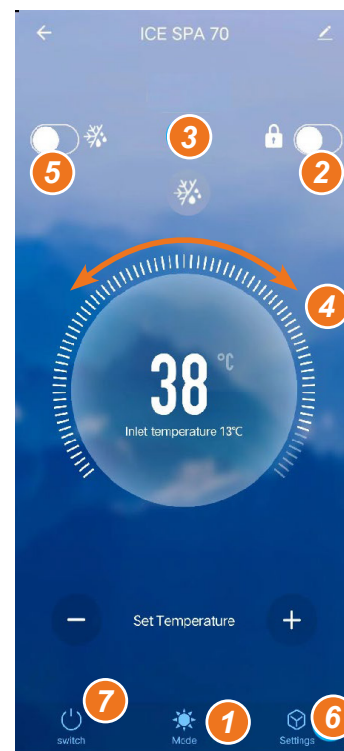 ICE SPA 70
3
5
2
4
38 °C
Inlet temperature 13°C
Set Temperature
7
1
6
switch
Mode
Settings